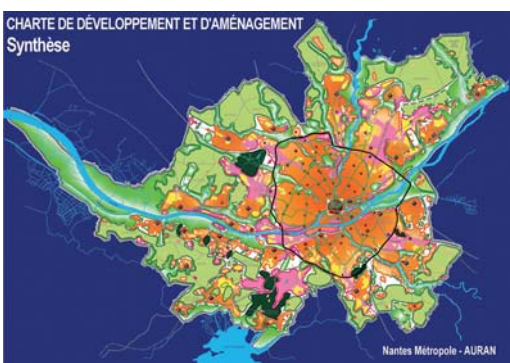 CHARTE DE DÉVELOPPEMENT ET D'AMÉNAGEMENT
Synthèse
Nantes Métropole - AURAN